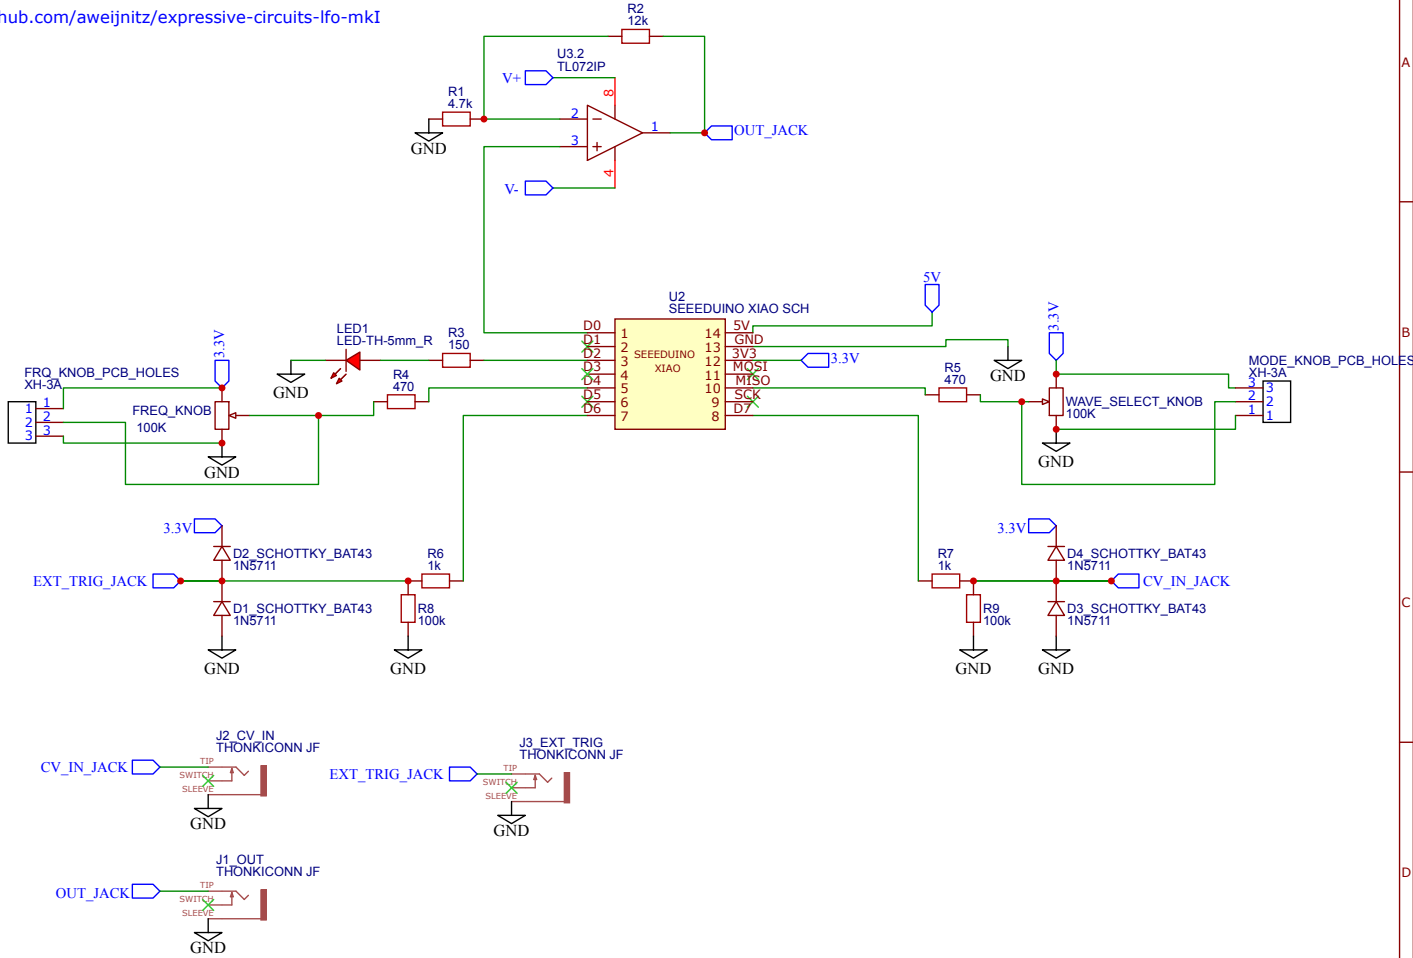 hub.com/aweijnitz/expressive-circuits-lfo-mkI
R2
12k
U3.2
TL072IP
V+
8
R1
4.7k
2
3
1
OUT_JACK
GND
4
V-
A
5V
U2
SEEEDUINO XIAO SCH
D0
D1
D2
D3
D4
D5
D6
1
2
3
4
5
6
7
SEEEDUINO
XIAO
14
13
12
11
10
9
8
5V
GND
3V3
MOSI
MISO
SCK
D7
3.3V
GND
B
LED1
LED-TH-5mm_R
R3
150
GND
R4
470
3.3V
FRQ_KNOB_PCB_HOLES
XH-3A
1
2
3
1
2
3
FREQ_KNOB
100K
GND
R5
470
3.3V
WAVE_SELECT_KNOB
100K
GND
MODE_KNOB_PCB_HOLES
XH-3A
3
2
1
3
2
1
3.3V
D2_SCHOTTKY_BAT43
1N5711
EXT_TRIG_JACK
D1_SCHOTTKY_BAT43
1N5711
GND
R6
1k
R8
100k
GND
R7
1k
R9
100k
GND
3.3V
D4_SCHOTTKY_BAT43
1N5711
CV_IN_JACK
D3_SCHOTTKY_BAT43
1N5711
GND
C
J2_CV_IN
THONKICONN JF
CV_IN_JACK
TIP
SWITCH
SLEEVE
GND
J3_EXT_TRIG
THONKICONN JF
EXT_TRIG_JACK
TIP
SWITCH
SLEEVE
GND
J1_OUT
THONKICONN JF
OUT_JACK
TIP
SWITCH
SLEEVE
GND
D